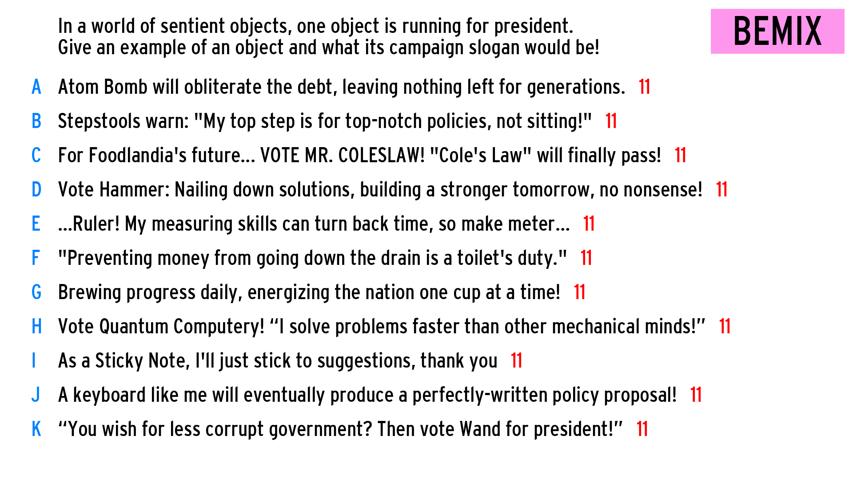 In a world of sentient objects, one object is running for president.
Give an example of an object and what its campaign slogan would be!
BEMIX
A Atom Bomb will obliterate the debt, leaving nothing left for generations. 11
B Stepstools warn: "My top step is for top-notch policies, not sitting!" 11
C For Foodlandia's future... VOTE MR. COLESLAW! "Cole's Law" will finally pass! 11
D Vote Hammer: Nailing down solutions, building a stronger tomorrow, no nonsense! 11
E ...Ruler! My measuring skills can turn back time, so make meter... 11
F "Preventing money from going down the drain is a toilet's duty." 11
G Brewing progress daily, energizing the nation one cup at a time! 11
H Vote Quantum Computery! “I solve problems faster than other mechanical minds!” 11
I As a Sticky Note, I'll just stick to suggestions, thank you 11
J A keyboard like me will eventually produce a perfectly-written policy proposal! 11
K “You wish for less corrupt government? Then vote Wand for president!” 11